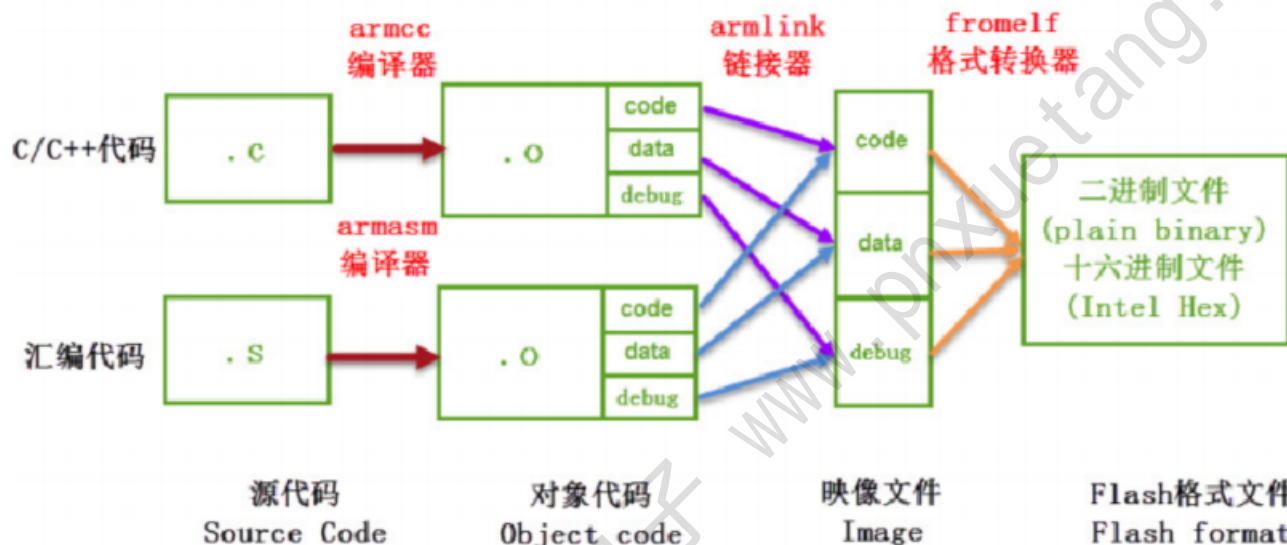 armcc
编译器
armlink
链接器
fromelf
格式转换器
C/C++代码
.c
.o
code
data
debug
armasm
编译器
汇编代码
.s
.o
code
data
debug
code
data
debug
二进制文件
(plain binary)
十六进制文件
(Intel Hex)
源代码
Source Code
对象代码
Object code
映像文件
Image
Flash格式文件
Flash format
子 www.pnxuetang.